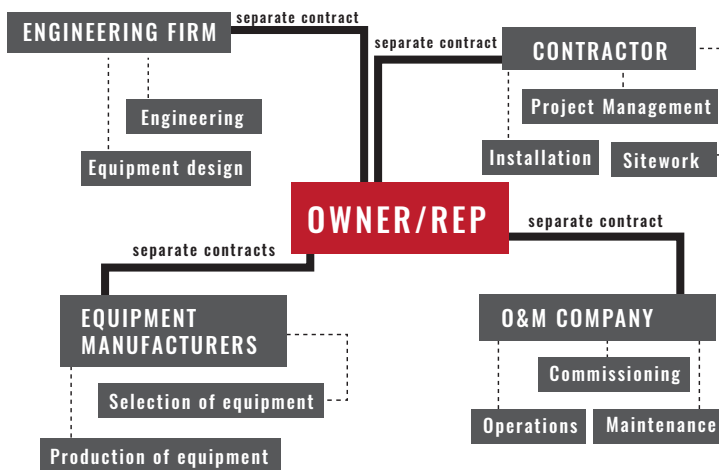 separate contract
ENGINEERING FIRM
separate contract
CONTRACTOR
Engineering
Project Management
Equipment design
Installation
Sitework
OWNER/REP
separate contracts
separate contract
EQUIPMENT
MANUFACTURERS
O&M COMPANY
Commissioning
Selection of equipment
Operations
Maintenance
Production of equipment